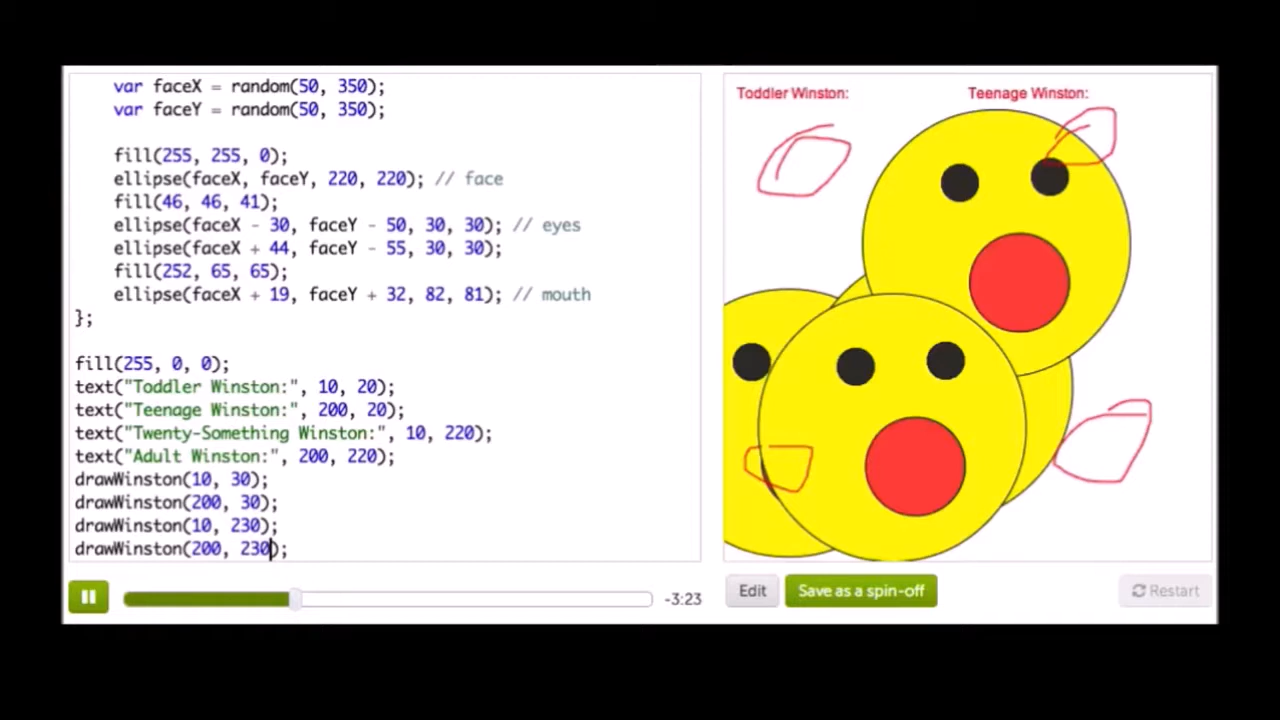 var faceX = random(50, 350);
var faceY = random(50, 350);
fill(255, 255, 0);
ellipse(faceX, faceY, 220, 220); // face
fill(46, 46, 41);
ellipse(faceX - 30, faceY - 50, 30, 30); // eyes
ellipse(faceX + 44, faceY - 55, 30, 30);
fill(252, 65, 65);
ellipse(faceX + 19, faceY + 32, 82, 81); // mouth
};
fill(255, 0, 0);
text("Toddler Winston:", 10, 20);
text("Teenage Winston:", 200, 20);
text("Twenty-Something Winston:", 10, 220);
text("Adult Winston:", 200, 220);
drawWinston(10, 30);
drawWinston(200, 30);
drawWinston(10, 230);
drawWinston(200, 230);
Toddler Winston: Teenage Winston:
-3:23
Edit Save as a spin-off Restart